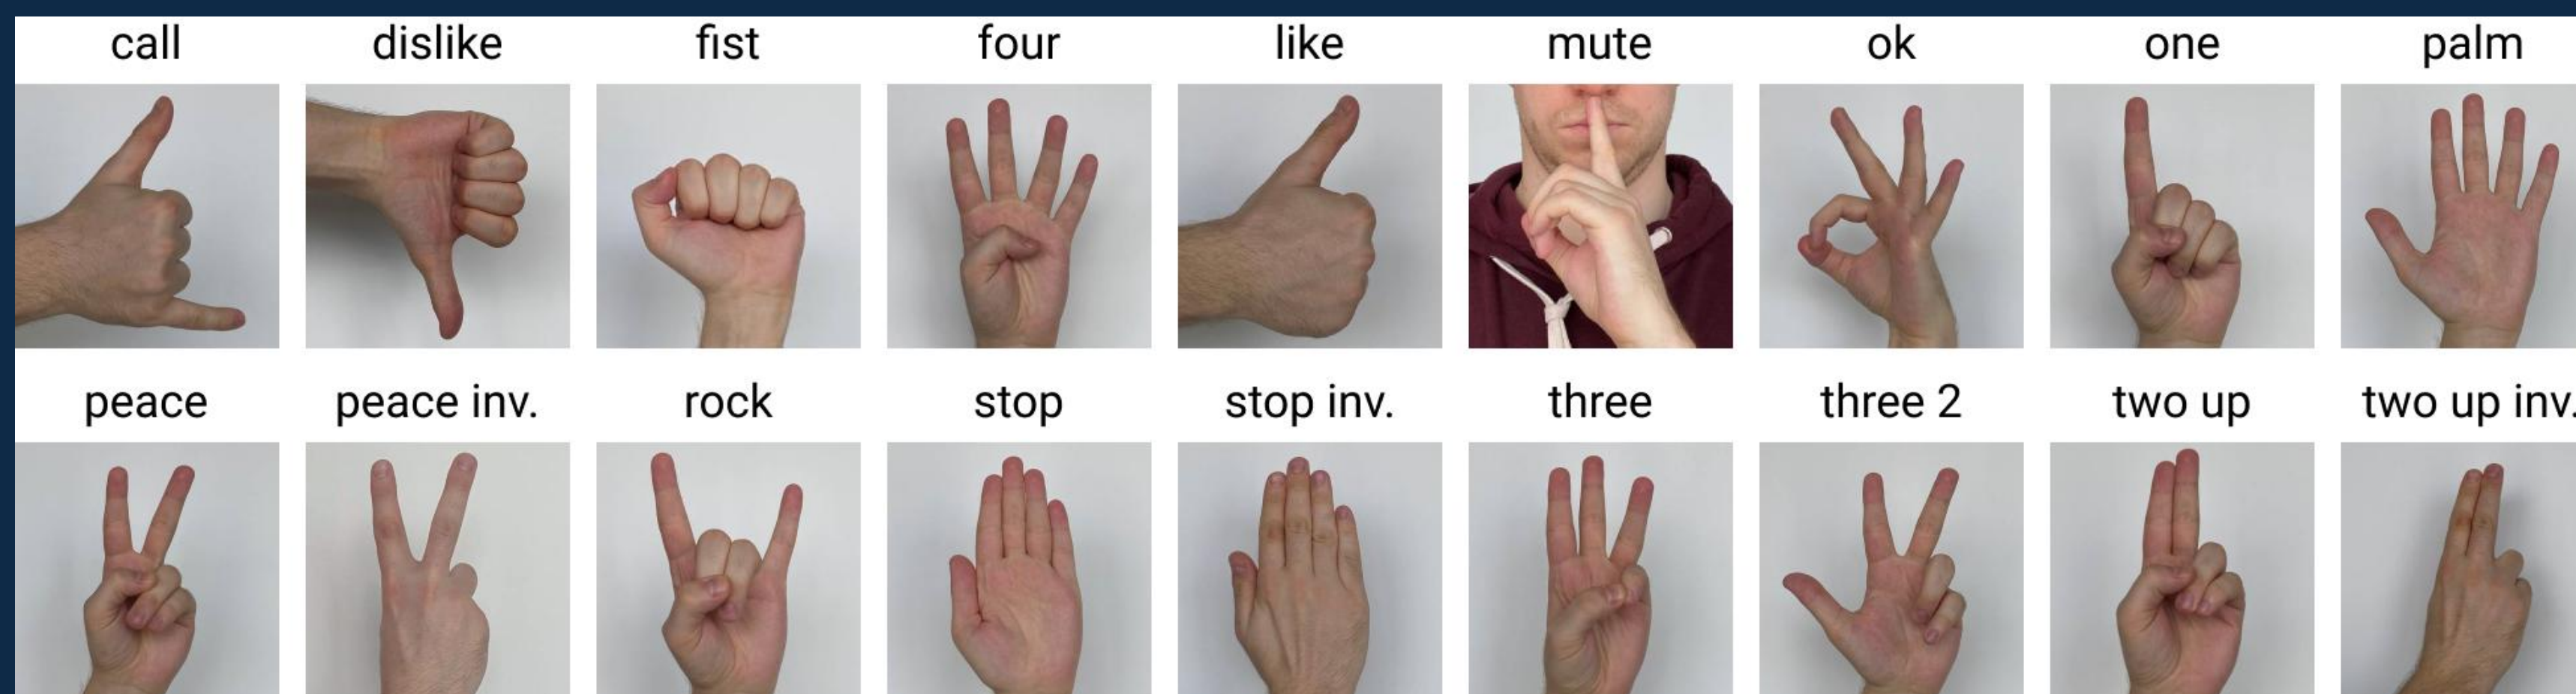 call dislike fist four like mute ok one palm
peace peace inv. rock stop stop inv. three three 2 two up two up inv.